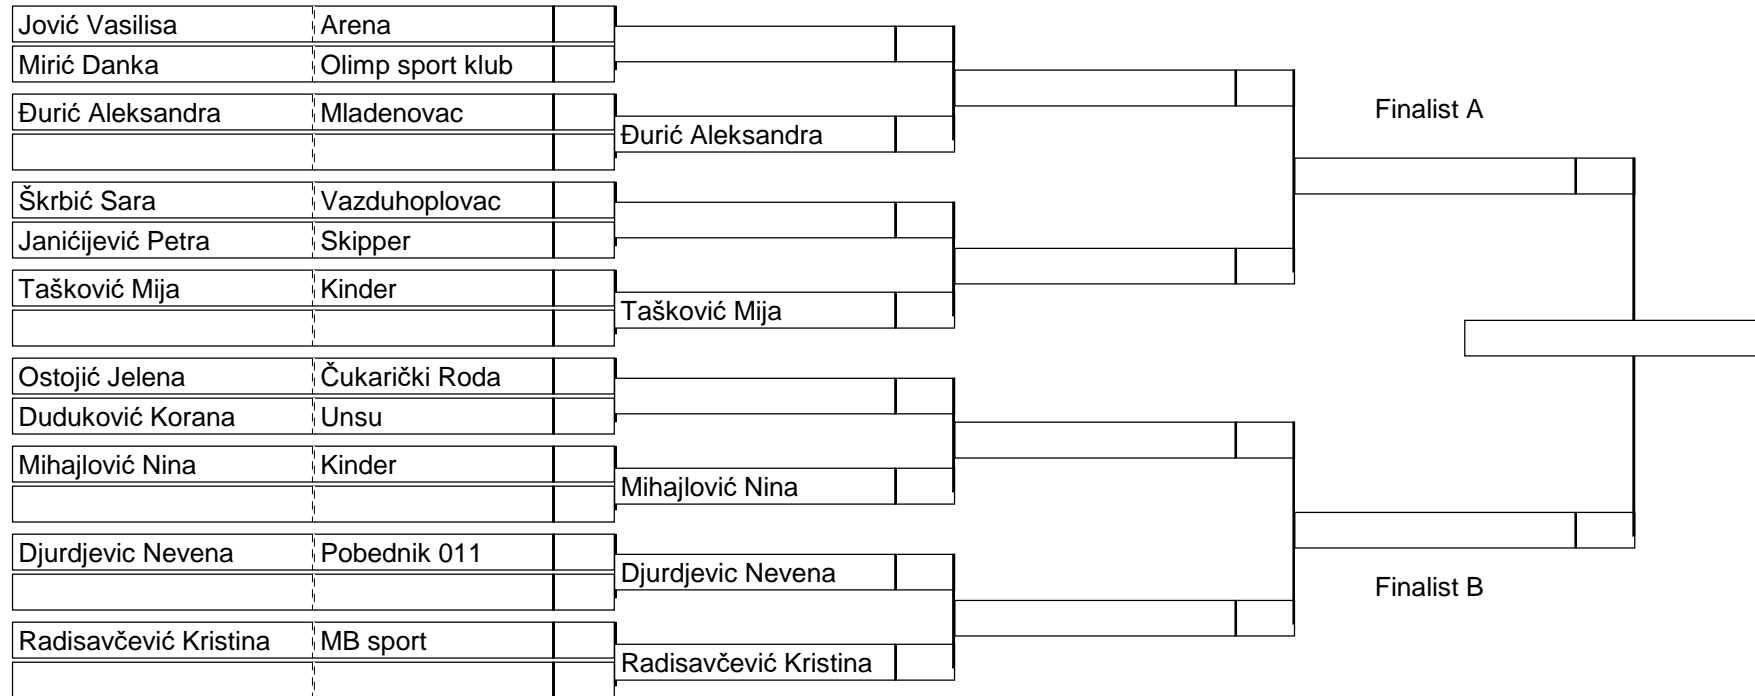 Jović Vasilisa Arena
Mirić Danka Olimp sport klub
Finalist A
Đurić Aleksandra Mladenovac
Đurić Aleksandra
Škrbić Sara Vazduhoplovac
Janićijević Petra Skipper
Tašković Mija Kinder
Tašković Mija
Ostojić Jelena Čukarički Roda
Duduković Korana Unsu
Mihajlović Nina Kinder
Mihajlović Nina
Djurdjevic Nevena Pobednik 011
Djurdjevic Nevena
Finalist B
Radisavčević Kristina MB sport
Radisavčević Kristina